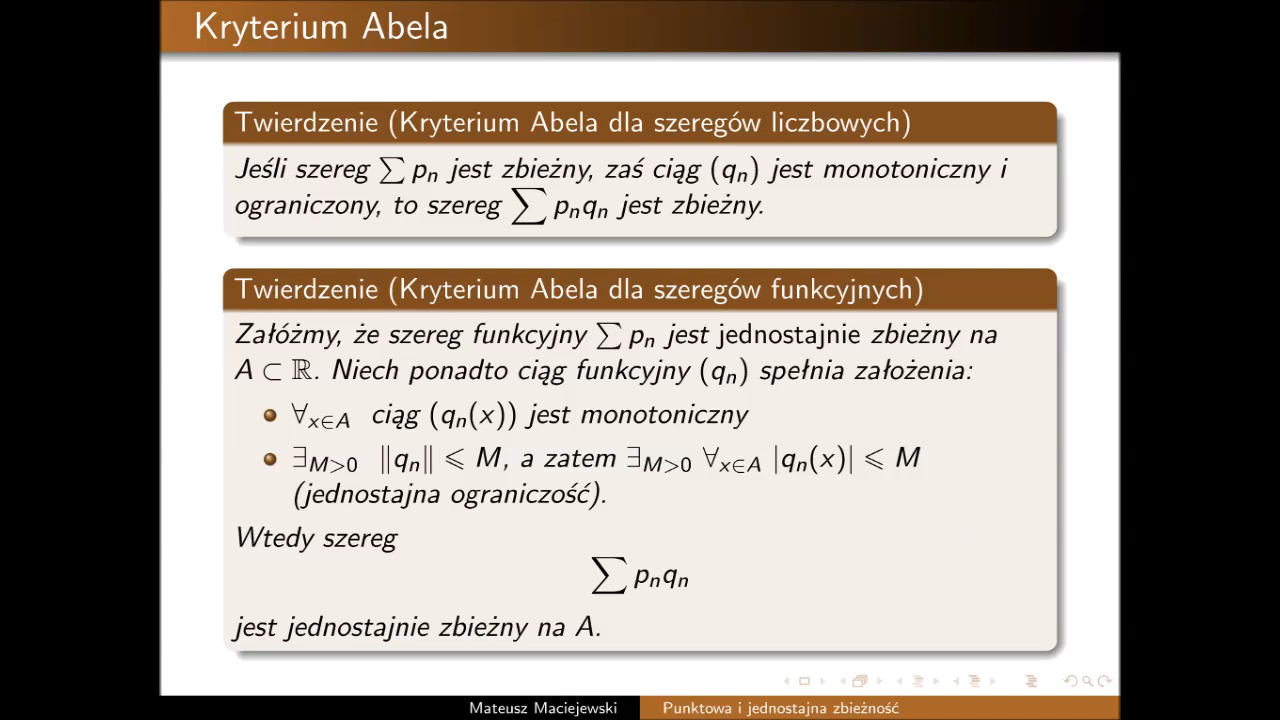 Kryterium Abela
Twierdzenie (Kryterium Abela dla szeregów liczbowych)
Jeśli szereg ∑ pₙ jest zbieżny, zaś ciąg (qₙ) jest monotoniczny i
ograniczony, to szereg ∑ pₙqₙ jest zbieżny.
Twierdzenie (Kryterium Abela dla szeregów funkcyjnych)
Załóżmy, że szereg funkcyjny ∑ pₙ jest jednostajnie zbieżny na
A ⊂ ℝ. Niech ponadto ciąg funkcyjny (qₙ) spełnia założenia:
∀x∈A ciąg (qₙ(x)) jest monotoniczny
∃M>0 ‖qₙ‖ ⩽ M, a zatem ∃M>0 ∀x∈A |qₙ(x)| ⩽ M
(jednostajna ograniczość).
Wtedy szereg
∑ pₙqₙ
jest jednostajnie zbieżny na A.
Mateusz Maciejewski Punktowa i jednostajna zbieżność